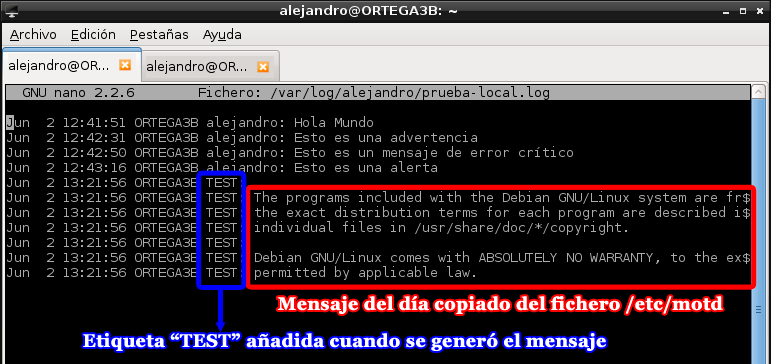 alejandro@ORTEGA3B: ~
Archivo Edición Pestañas Ayuda
alejandro@OR... alejandro@OR...
GNU nano 2.2.6 Fichero: /var/log/alejandro/prueba-local.log
Jun 2 12:41:51 ORTEGA3B alejandro: Hola Mundo
Jun 2 12:42:31 ORTEGA3B alejandro: Esto es una advertencia
Jun 2 12:42:50 ORTEGA3B alejandro: Esto es un mensaje de error crítico
Jun 2 12:43:16 ORTEGA3B alejandro: Esto es una alerta
Jun 2 13:21:56 ORTEGA3B TEST:
Jun 2 13:21:56 ORTEGA3B TEST: The programs included with the Debian GNU/Linux system are fr$
Jun 2 13:21:56 ORTEGA3B TEST: the exact distribution terms for each program are described i$
Jun 2 13:21:56 ORTEGA3B TEST: individual files in /usr/share/doc/*/copyright.
Jun 2 13:21:56 ORTEGA3B TEST:
Jun 2 13:21:56 ORTEGA3B TEST: Debian GNU/Linux comes with ABSOLUTELY NO WARRANTY, to the ex$
Jun 2 13:21:56 ORTEGA3B TEST: permitted by applicable law.
Mensaje del día copiado del fichero /etc/motd
Etiqueta “TEST” añadida cuando se generó el mensaje